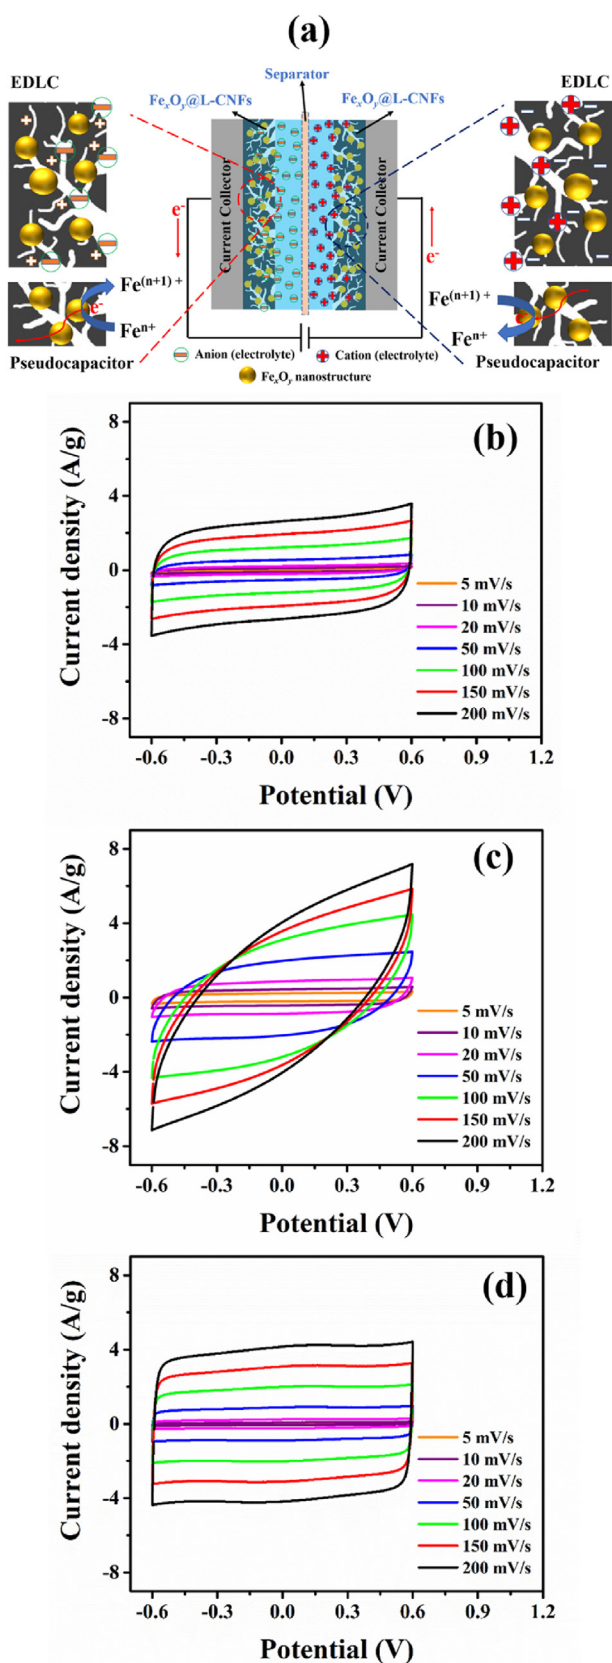 (a)
EDLC
Separator
EDLC
FexOy@L-CNFs
FexOy@L-CNFs
+
+
+
+
Current Collector
Current Collector
e-
e-
Fe(n+1) +
Fe(n+1) +
e-
Fen+
Fen+
Pseudocapacitor
Pseudocapacitor
Anion (electrolyte)
Cation (electrolyte)
FexOy nanostructure
(b)
Current density (A/g)
8
4
0
-4
-8
5 mV/s
10 mV/s
20 mV/s
50 mV/s
100 mV/s
150 mV/s
200 mV/s
-0.6 -0.3 0.0 0.3 0.6 0.9 1.2
Potential (V)
(c)
Current density (A/g)
8
4
0
-4
-8
5 mV/s
10 mV/s
20 mV/s
50 mV/s
100 mV/s
150 mV/s
200 mV/s
-0.6 -0.3 0.0 0.3 0.6 0.9 1.2
Potential (V)
(d)
Current density (A/g)
8
4
0
-4
-8
5 mV/s
10 mV/s
20 mV/s
50 mV/s
100 mV/s
150 mV/s
200 mV/s
-0.6 -0.3 0.0 0.3 0.6 0.9 1.2
Potential (V)